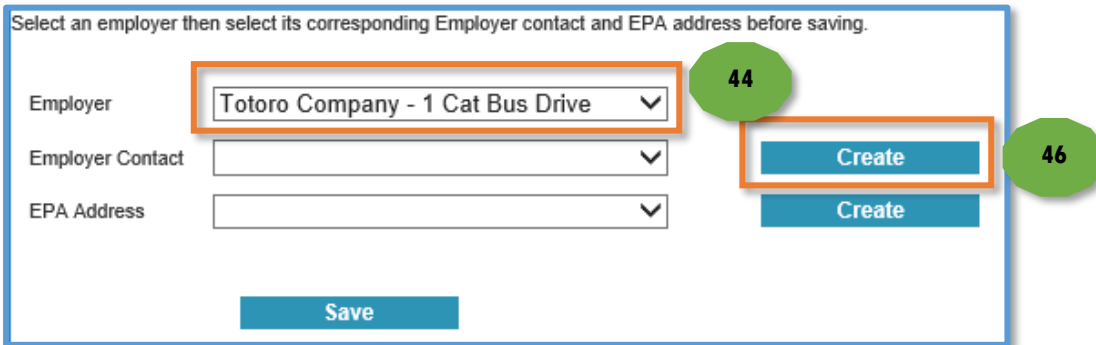 Select an employer then select its corresponding Employer contact and EPA address before saving.
44
Employer Totoro Company - 1 Cat Bus Drive
Employer Contact Create 46
EPA Address Create
Save